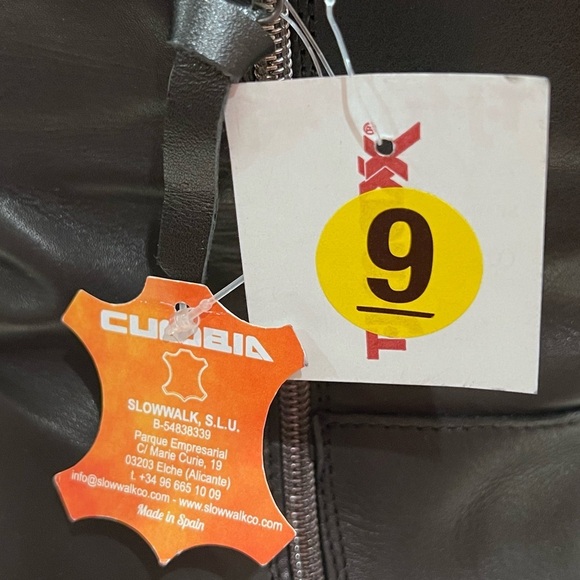 9
SLOWWALK, S.L.U.
B-54838339
Parque Empresarial
C/ Marie Curie, 19
03203 Elche (Alicante)
t. +34 96 665 10 09
info@slowwalkco.com - www.slowwalkco.com
Made in Spain